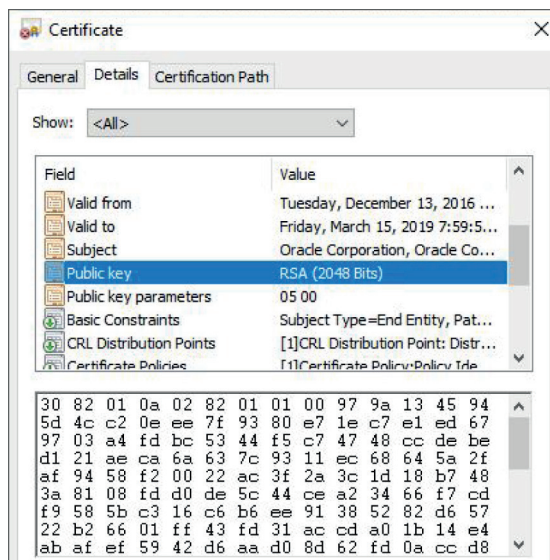 Certificate
General Details Certification Path
Show: <All>
Field Value
Valid from Tuesday, December 13, 2016 ...
Valid to Friday, March 15, 2019 7:59:5...
Subject Oracle Corporation, Oracle Co...
Public key RSA (2048 Bits)
Public key parameters 05 00
Basic Constraints Subject Type=End Entity, Pat...
CRL Distribution Points [1]CRL Distribution Point: Distr...
Certificate Policies [1]Certificate Policy:Policy Ide...
30 82 01 0a 02 82 01 01 00 97 9a 13 45 94
5d 4c c2 0e ee 7f 93 80 e7 1e c7 e1 ed 67
97 03 a4 fd bc 53 44 f5 c7 47 48 cc de be
d1 21 ae ca 6a 63 7c 93 11 ec 68 64 5a 2f
af 94 58 f2 00 22 ac 3f 2a 3c 1d 18 b7 48
3a 81 08 fd d0 de 5c 44 ce a2 34 66 f7 cd
f9 58 5b c3 16 c6 b6 ee 91 38 52 82 d6 57
22 b2 66 01 ff 43 fd 31 ac cd a0 1b 14 e4
ab af ef 59 42 d6 aa d0 8d 62 fd 0a cc d8